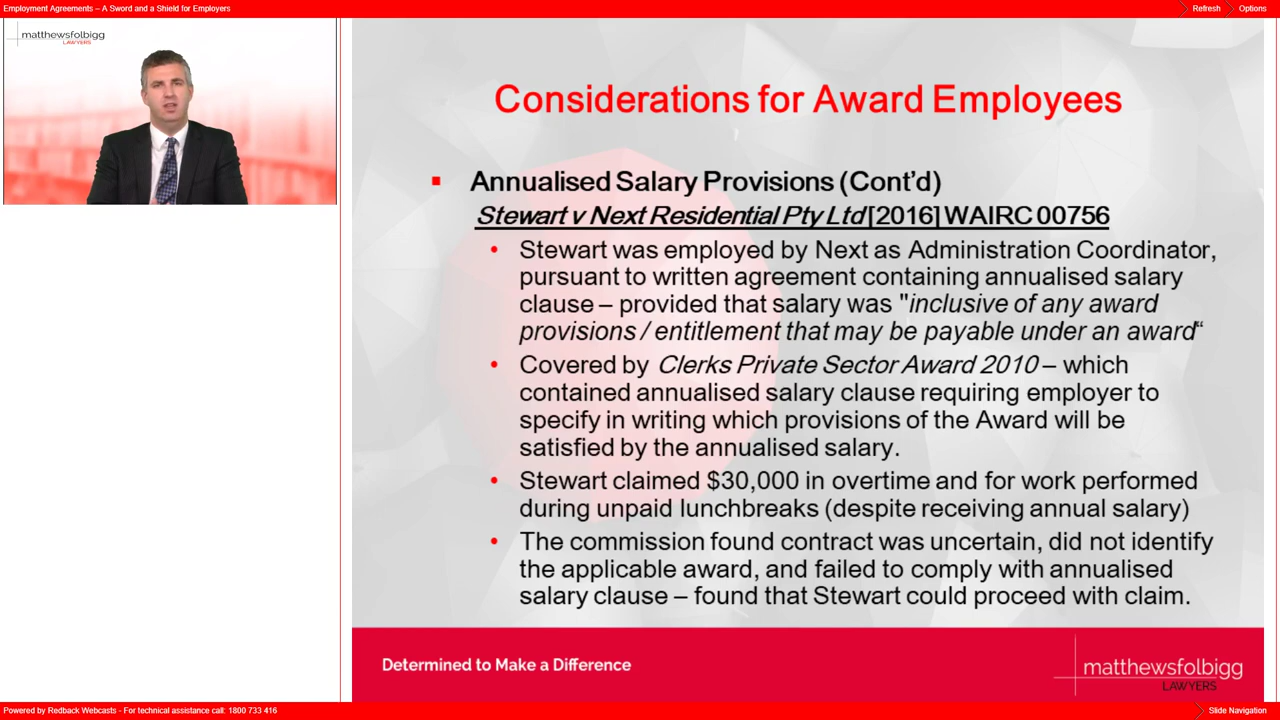 Employment Agreements – A Sword and a Shield for Employers
Refresh
Options
matthewsfolbigg
LAWYERS
Considerations for Award Employees
▪ Annualised Salary Provisions (Cont'd)
Stewart v Next Residential Pty Ltd [2016] WAIRC 00756
• Stewart was employed by Next as Administration Coordinator,
pursuant to written agreement containing annualised salary
clause – provided that salary was "inclusive of any award
provisions / entitlement that may be payable under an award“
• Covered by Clerks Private Sector Award 2010 – which
contained annualised salary clause requiring employer to
specify in writing which provisions of the Award will be
satisfied by the annualised salary.
• Stewart claimed $30,000 in overtime and for work performed
during unpaid lunchbreaks (despite receiving annual salary)
• The commission found contract was uncertain, did not identify
the applicable award, and failed to comply with annualised
salary clause – found that Stewart could proceed with claim.
Determined to Make a Difference
matthewsfolbigg
LAWYERS
Powered by Redback Webcasts - For technical assistance call: 1800 733 416
Slide Navigation